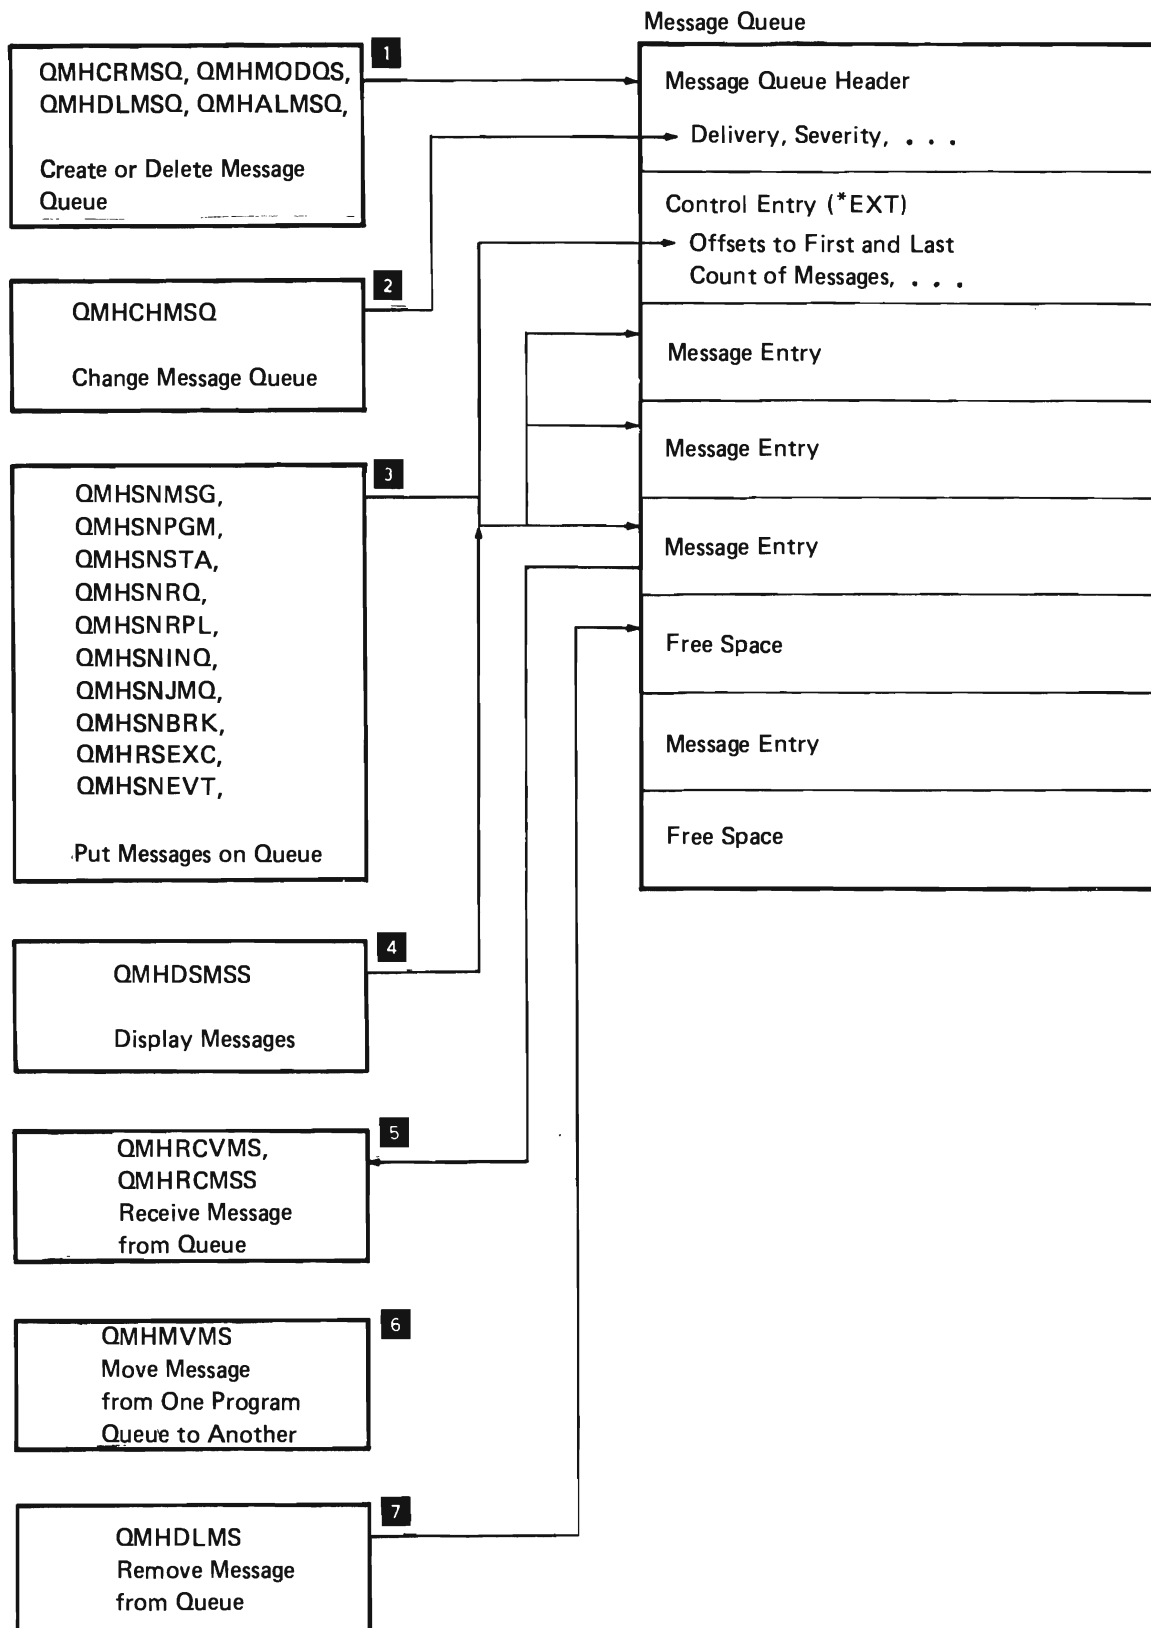 1
QMHCRMSQ, QMHMODQS,
QMHDLMSQ, QMHALMSQ,
Create or Delete Message
Queue
2
QMHCHMSQ
Change Message Queue
3
QMHSNMSG,
QMHSNPGM,
QMHSNSTA,
QMHSNRQ,
QMHSNRPL,
QMHSNINQ,
QMHSNJMQ,
QMHSNBRK,
QMHRSEXC,
QMHSNEVT,
Put Messages on Queue
4
QMHDSMSS
Display Messages
5
QMHRCVMS,
QMHRCMSS
Receive Message
from Queue
6
QMHMVMS
Move Message
from One Program
Queue to Another
7
QMHDLMS
Remove Message
from Queue
Message Queue
Message Queue Header
Delivery, Severity, . . .
Control Entry (*EXT)
Offsets to First and Last
Count of Messages, . . .
Message Entry
Message Entry
Message Entry
Free Space
Message Entry
Free Space